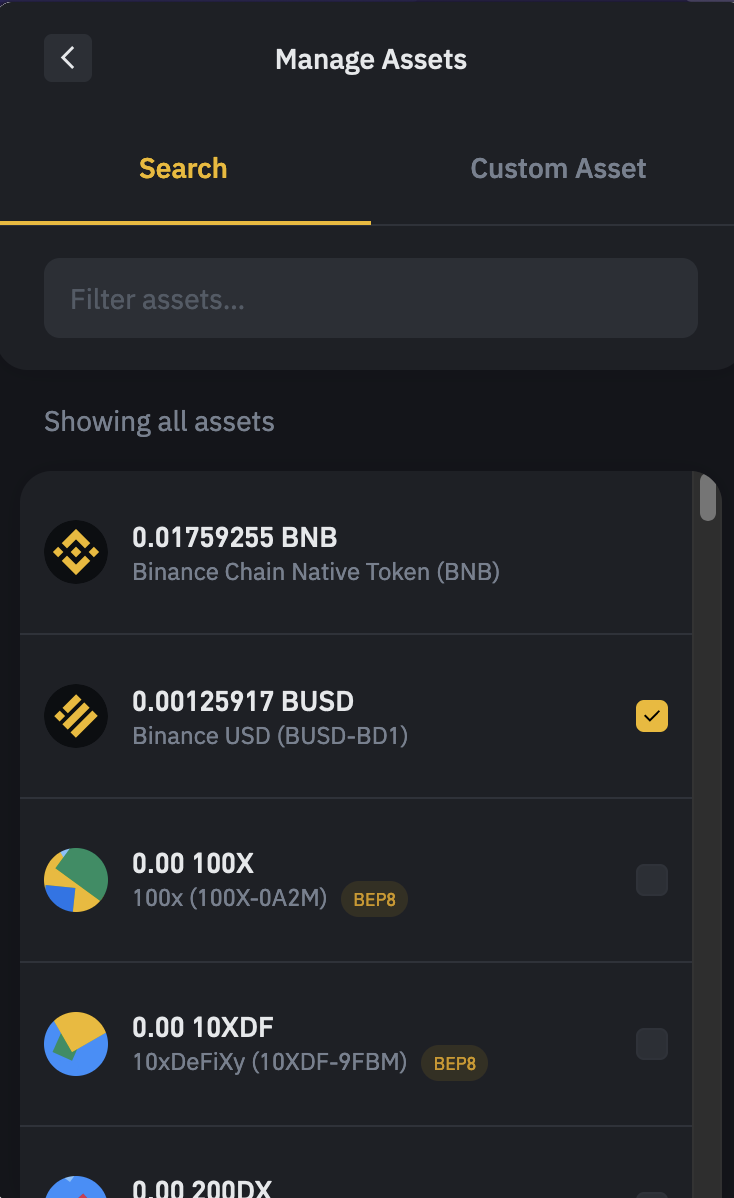 Manage Assets
Search
Custom Asset
Filter assets...
Showing all assets
0.01759255 BNB
Binance Chain Native Token (BNB)
0.00125917 BUSD
Binance USD (BUSD-BD1)
0.00 100X
100x (100X-0A2M) BEP8
0.00 10XDF
10xDeFiXy (10XDF-9FBM) BEP8
0.00 200DX